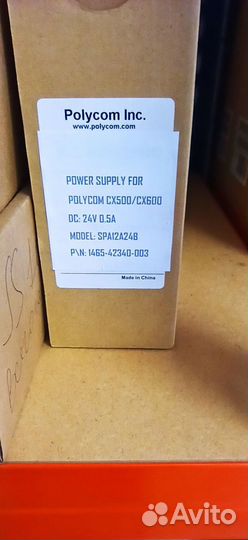 Polycom Inc.
www.polycom.com
POWER SUPPLY FOR
POLYCOM CX500/CX600
DC: 24V 0.5A
MODEL: SPA12A24B
P\N: 1465-42340-003
Made in China
Avito